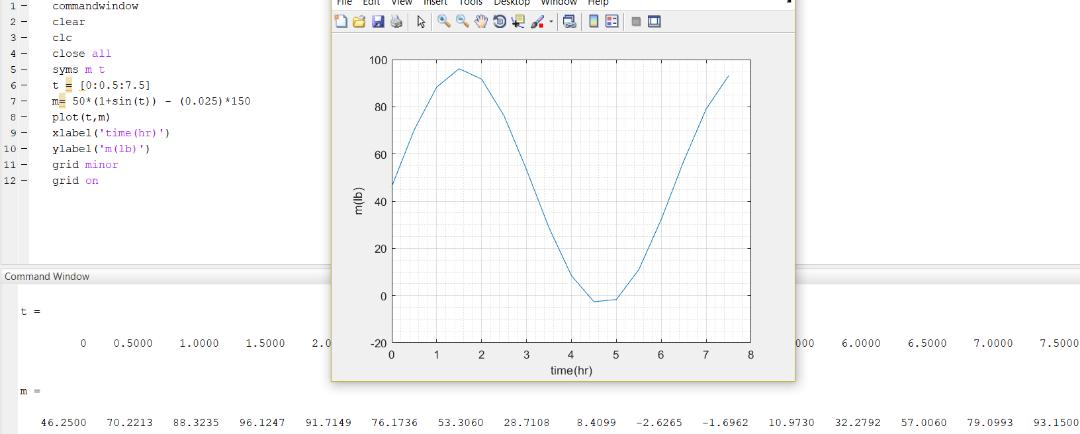 File Edit View Insert Tools Desktop Window Help
1 - commandwindow
2 - clear
3 - clc
4 - close all
5 - syms m t
6 - t = [0:0.5:7.5]
7 - m= 50*(1+sin(t)) - (0.025)*150
8 - plot(t,m)
9 - xlabel('time(hr)')
10 - ylabel('m(lb)')
11 - grid minor
12 - grid on
100
80
60
40
20
0
-20
m(lb)
0 1 2 3 4 5 6 7 8
time(hr)
Command Window
t =
0 0.5000 1.0000 1.5000 2.0 000 6.0000 6.5000 7.0000 7.5000
m =
46.2500 70.2213 88.3235 96.1247 91.7149 76.1736 53.3060 28.7108 8.4099 -2.6265 -1.6962 10.9730 32.2792 57.0060 79.0993 93.1500